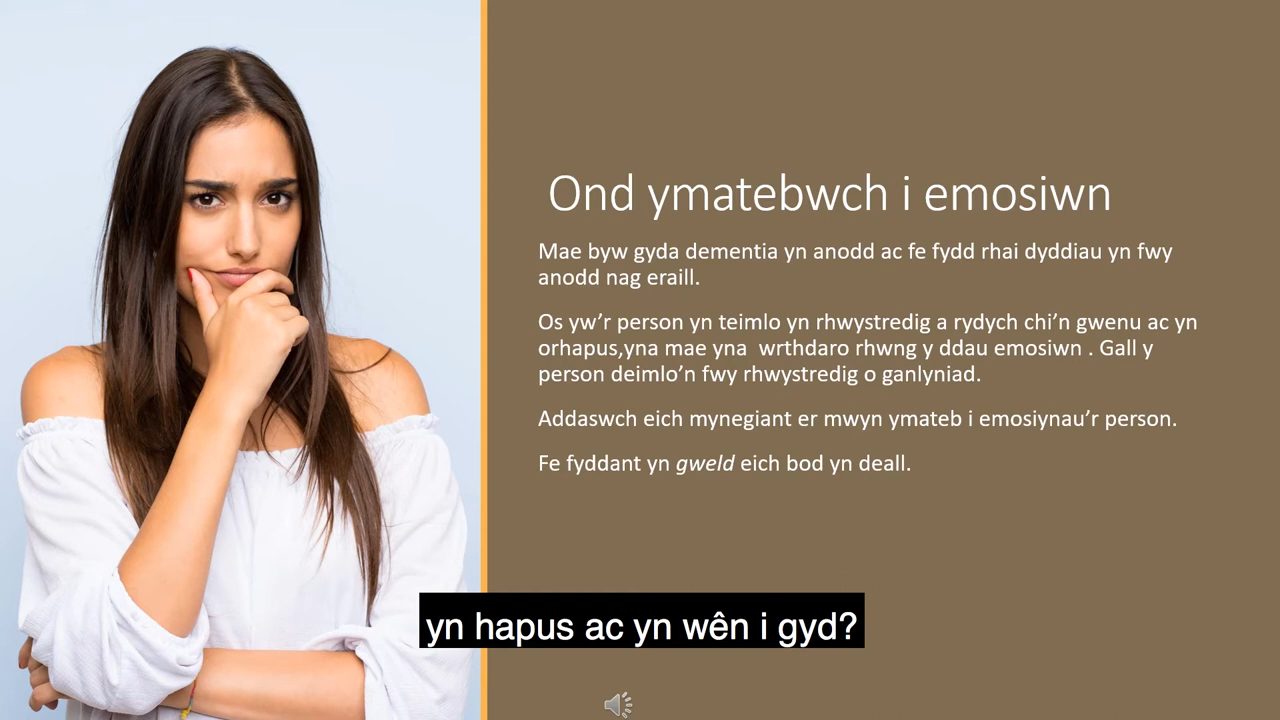 Ond ymatebwch i emosiwn
Mae byw gyda dementia yn anodd ac fe fydd rhai dyddiau yn fwy
anodd nag eraill.
Os yw’r person yn teimlo yn rhwystredig a rydych chi’n gwenu ac yn
orhapus,yna mae yna  wrthdaro rhwng y ddau emosiwn . Gall y
person deimlo’n fwy rhwystredig o ganlyniad.
Addaswch eich mynegiant er mwyn ymateb i emosiynau’r person.
Fe fyddant yn gweld eich bod yn deall.
yn hapus ac yn wên i gyd?